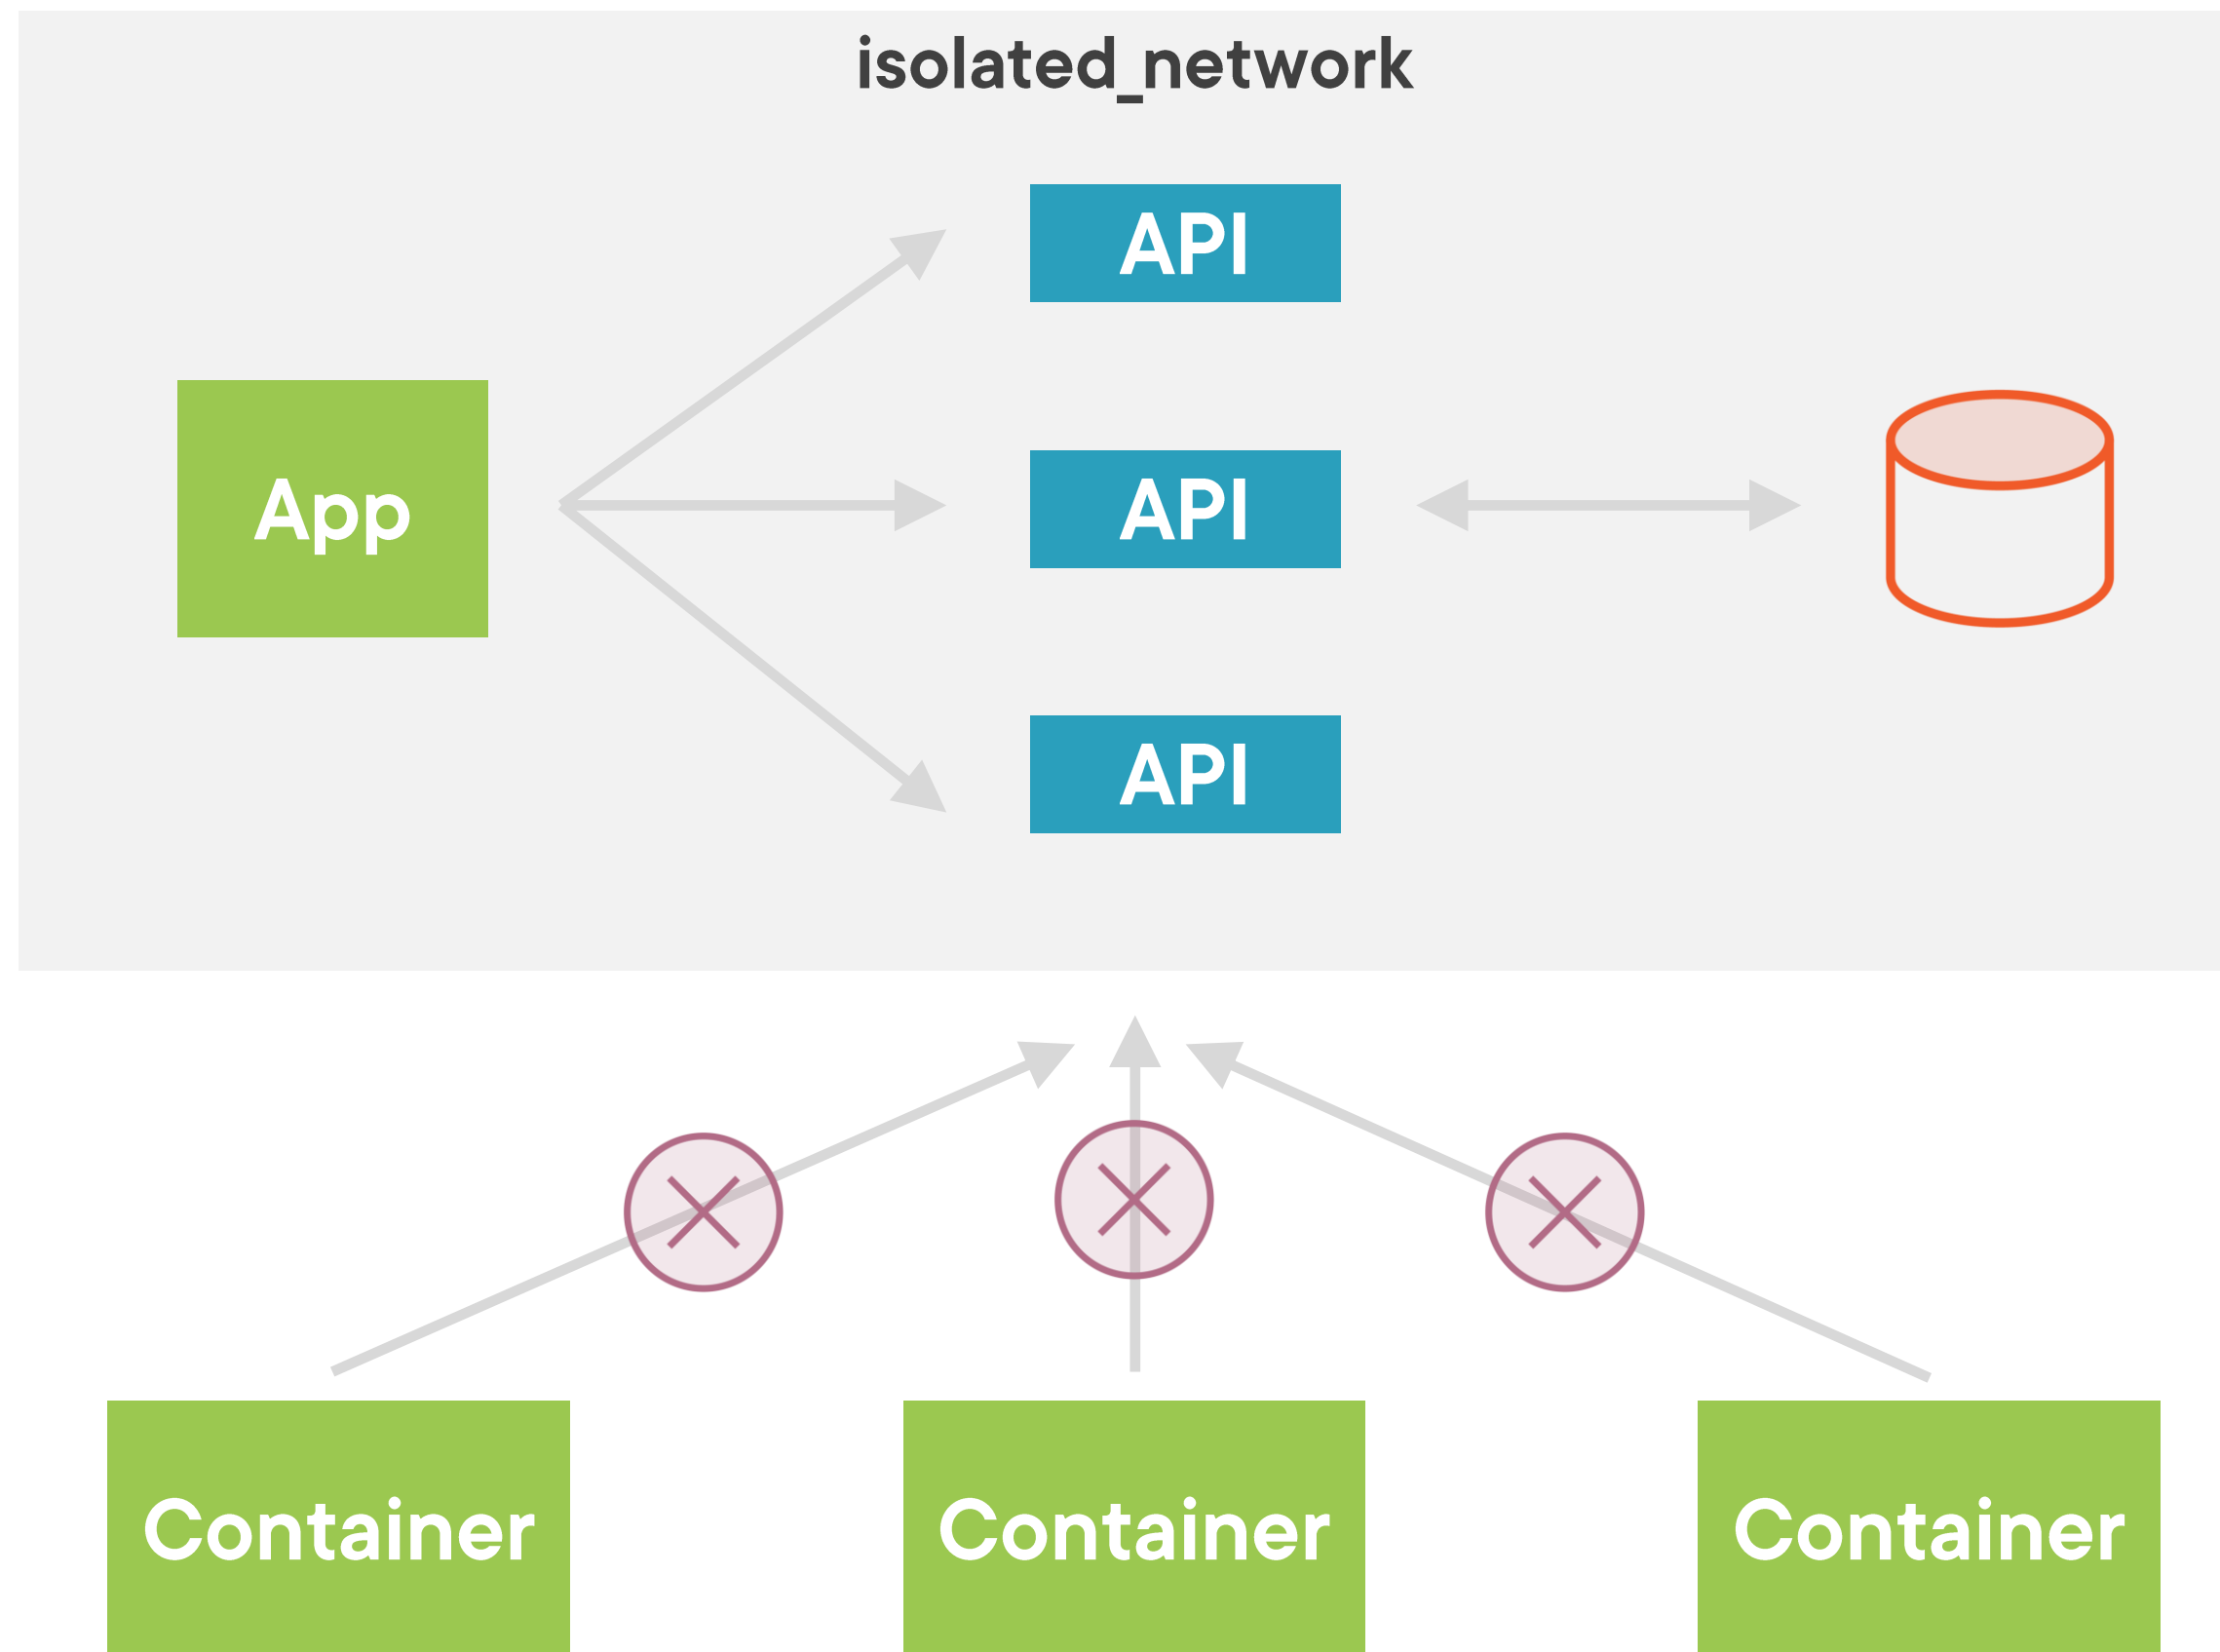 isolated_network
API
App
API
API
Container
Container
Container